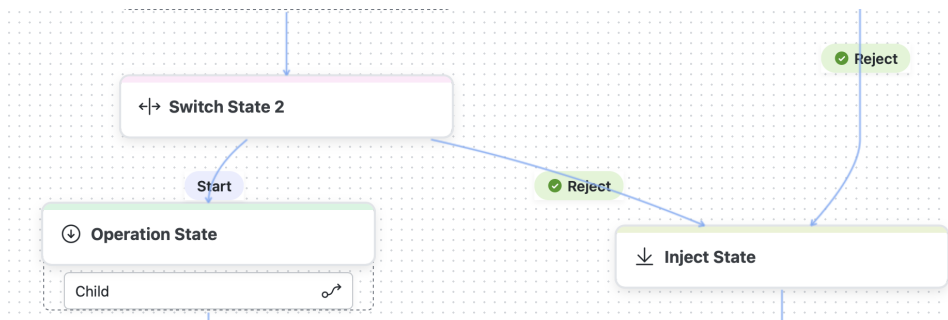 Reject
Switch State 2
Start
Reject
Operation State
Inject State
Child